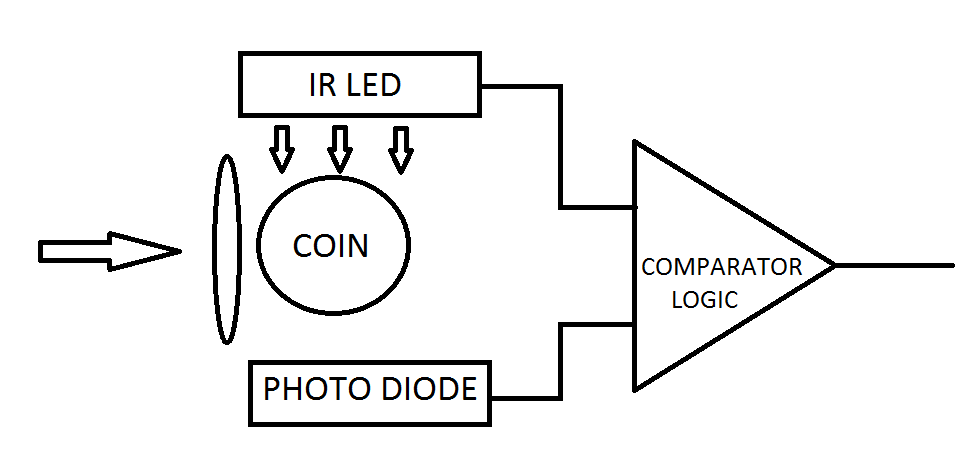 IR LED
COIN
COMPARATOR
LOGIC
PHOTO DIODE